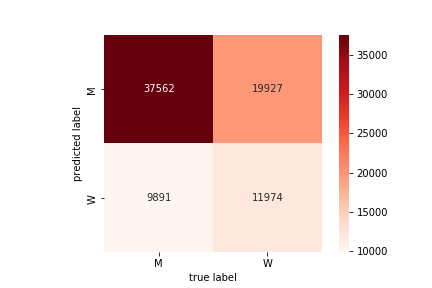 35000
M 37562 19927
30000
predicted label
25000
20000
W 9891 11974
15000
10000
M W
true label